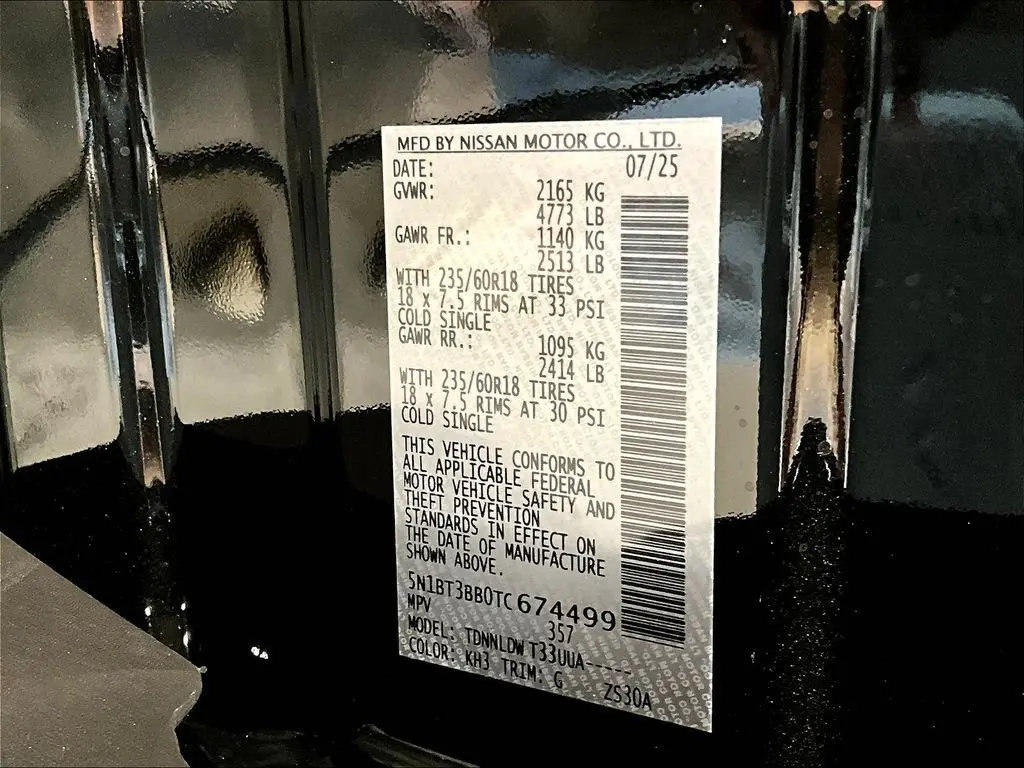 MFD BY NISSAN MOTOR CO., LTD.
DATE: 07/25
GVWR: 2165 KG
4773 LB
GAWR FR.: 1140 KG
2513 LB
WITH 235/60R18 TIRES
18 x 7.5 RIMS AT 33 PSI
COLD SINGLE
GAWR RR.: 1095 KG
2414 LB
WITH 235/60R18 TIRES
18 x 7.5 RIMS AT 30 PSI
COLD SINGLE
THIS VEHICLE CONFORMS TO
ALL APPLICABLE FEDERAL
MOTOR VEHICLE SAFETY AND
THEFT PREVENTION
STANDARDS IN EFFECT ON
THE DATE OF MANUFACTURE
SHOWN ABOVE.
5N1BT3BB0TC674499
MPV 357
MODEL: TDNNLDWT33UUA-----
COLOR: KH3 TRIM: G ZS30A